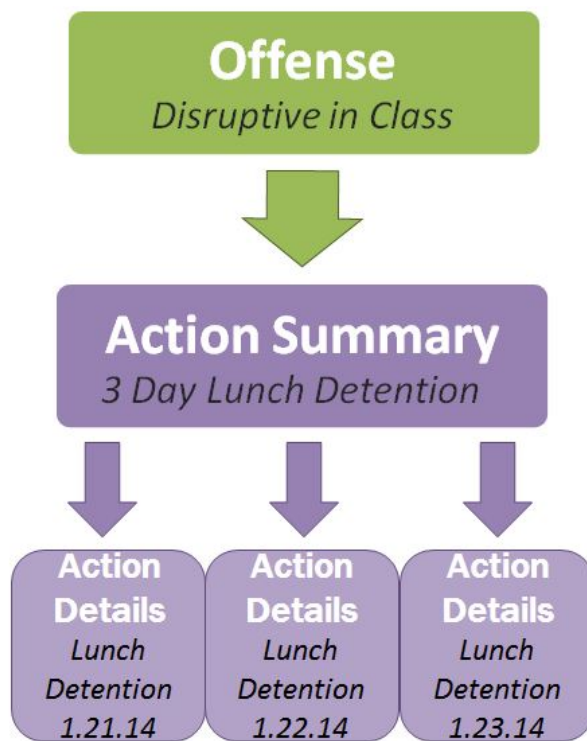 Offense
Disruptive in Class
Action Summary
3 Day Lunch Detention
Action
Details
Lunch
Detention
1.21.14
Action
Details
Lunch
Detention
1.22.14
Action
Details
Lunch
Detention
1.23.14